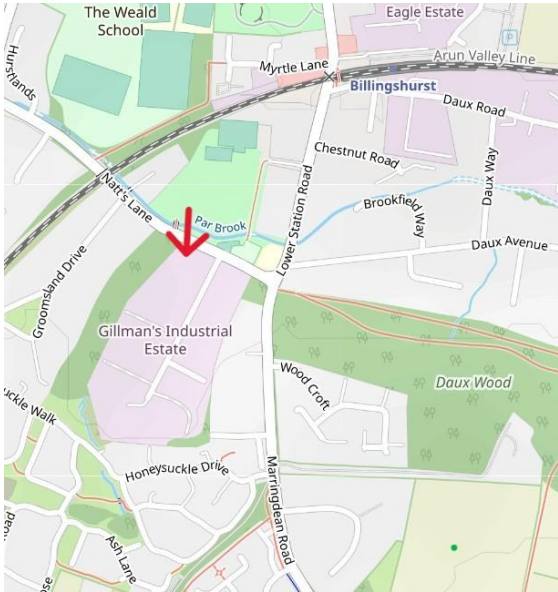 The Weald
School
Eagle Estate
Hurstlands
Myrtle Lane
Arun Valley Line
Billingshurst
Daux Road
Chestnut Road
Daux Way
Natt's Lane
Par Brook
Lower Station Road
Brookfield
Way
Daux Avenue
Groomsland Drive
Gillman's Industrial
Estate
Daux Wood
Wood Croft
uckle Walk
Honeysuckle Drive
Marringdean Road
Road
Ash Lane
ose